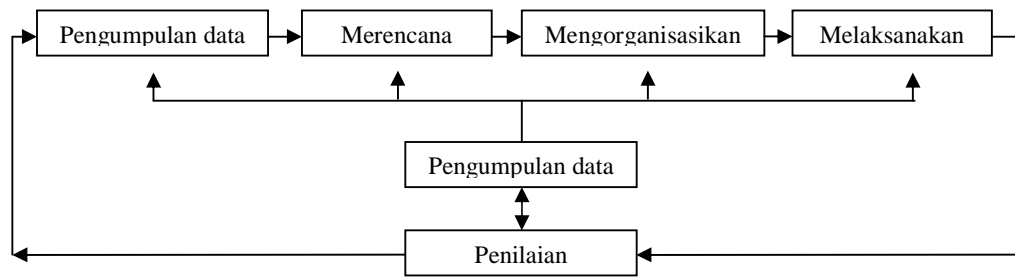 Pengumpulan data
Merencana
Mengorganisasikan
Melaksanakan
Pengumpulan data
Penilaian